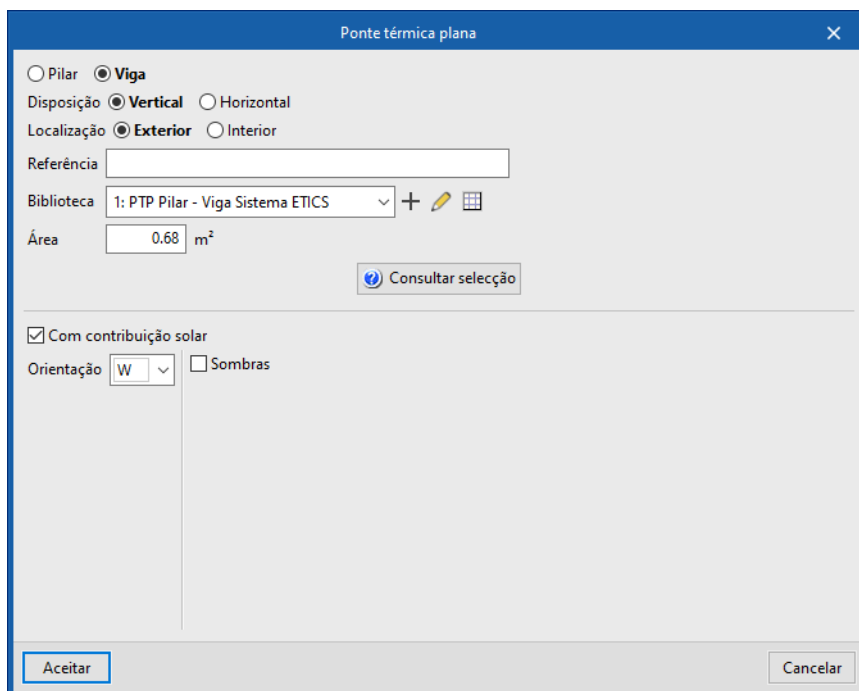 Ponte térmica plana
Pilar Viga
Disposição Vertical Horizontal
Localização Exterior Interior
Referência
Biblioteca 1: PTP Pilar - Viga Sistema ETICS
Área 0.68 m²
Consultar selecção
Com contribuição solar
Orientação W Sombras
Aceitar Cancelar